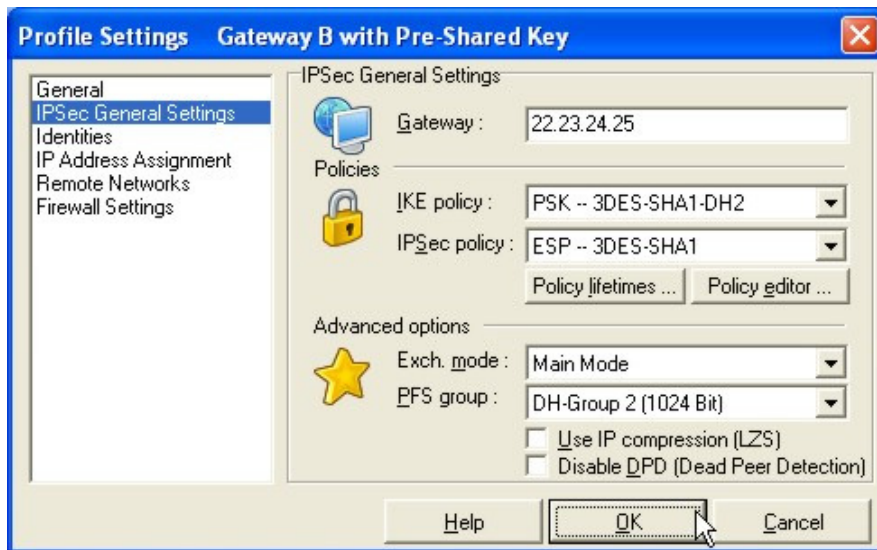 Profile Settings Gateway B with Pre-Shared Key
General
IPSec General Settings
Identities
IP Address Assignment
Remote Networks
Firewall Settings
IPSec General Settings
Gateway : 22.23.24.25
Policies
IKE policy : PSK -- 3DES-SHA1-DH2
IPSec policy : ESP -- 3DES-SHA1
Policy lifetimes ... Policy editor ...
Advanced options
Exch. mode : Main Mode
PFS group : DH-Group 2 (1024 Bit)
Use IP compression (LZS)
Disable DPD (Dead Peer Detection)
Help OK Cancel